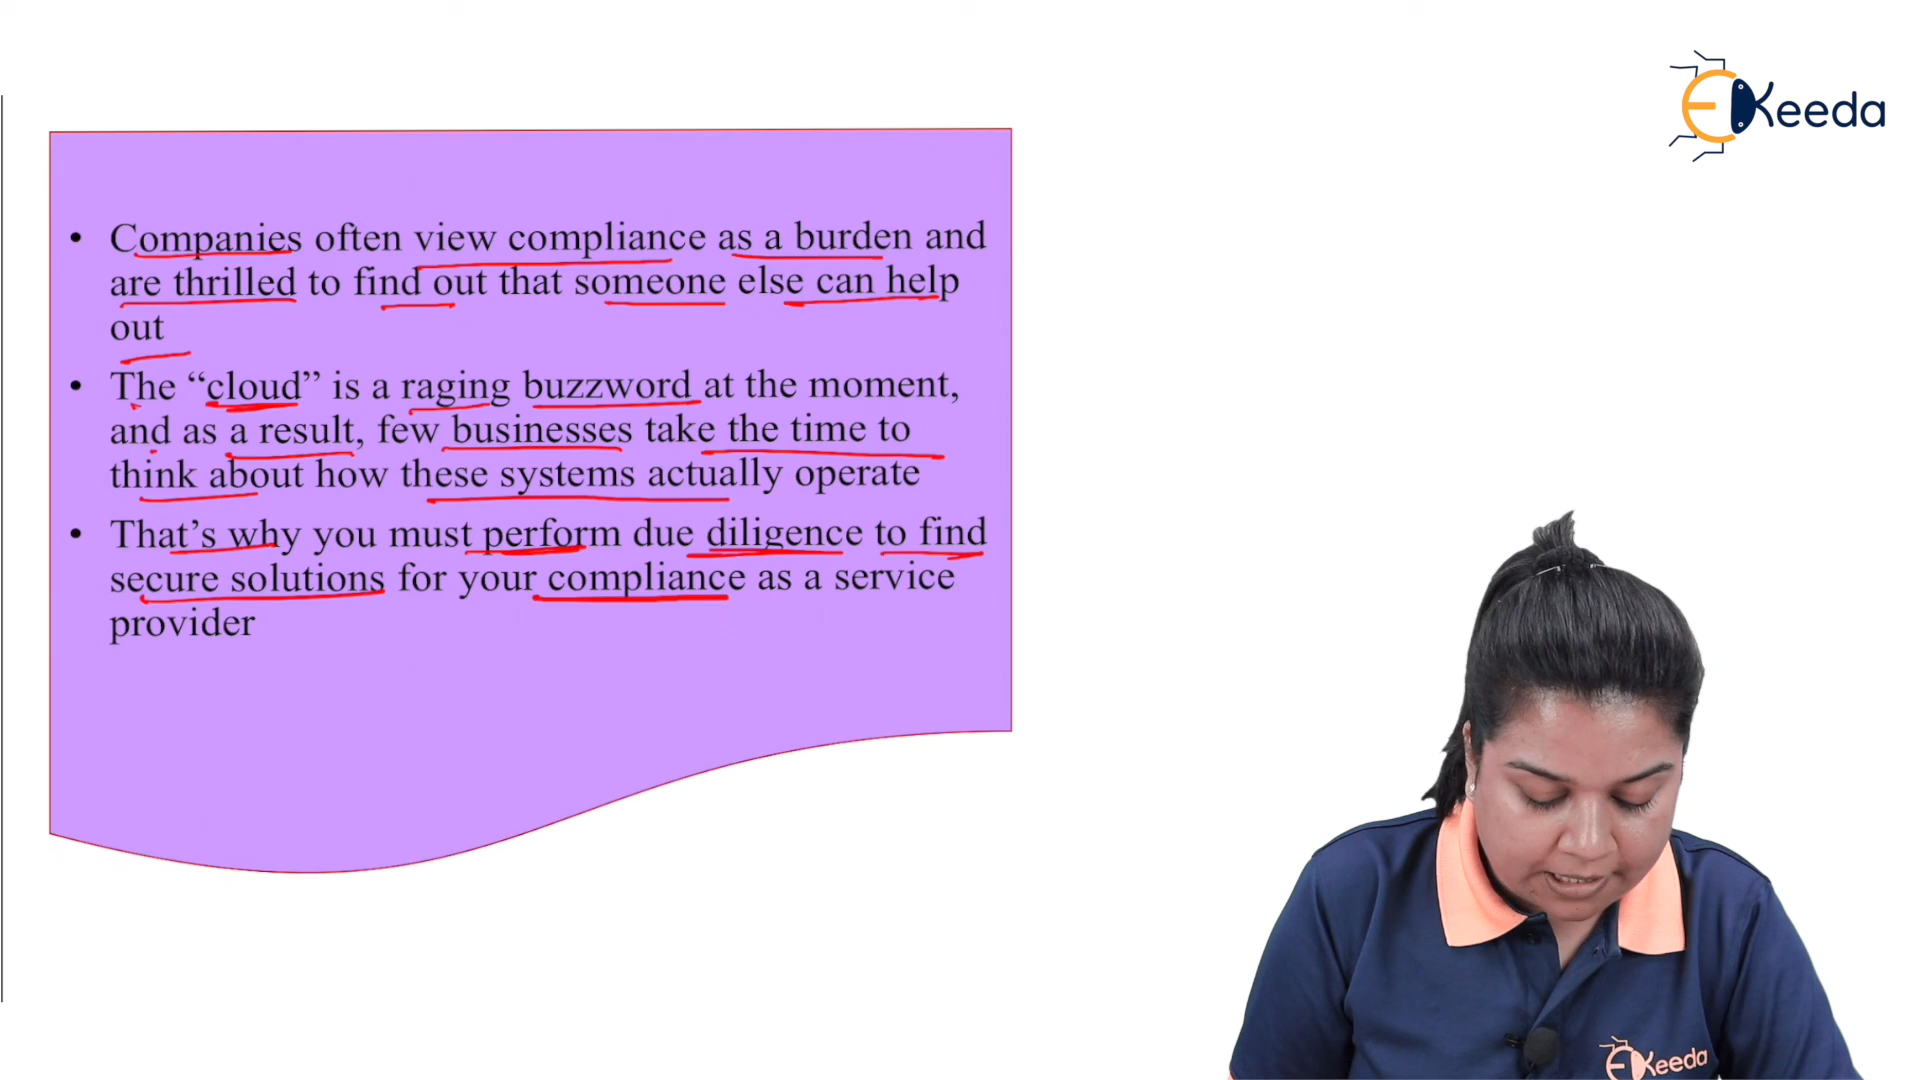 EKeeda
• Companies often view compliance as a burden and
are thrilled to find out that someone else can help
out
• The “cloud” is a raging buzzword at the moment,
and as a result, few businesses take the time to
think about how these systems actually operate
• That’s why you must perform due diligence to find
secure solutions for your compliance as a service
provider
EKeeda